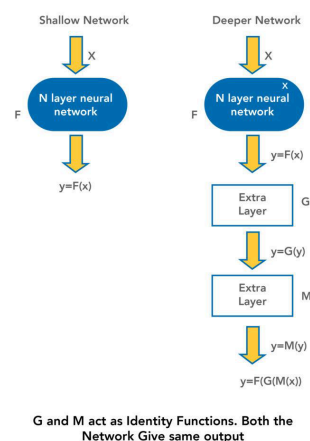 Shallow Network
X
F
N layer neural
network
y=F(x)
Deeper Network
X
X
F
N layer neural
network
y=F(x)
Extra
Layer
G
y=G(y)
Extra
Layer
M
y=M(y)
y=F(G(M(x))
G and M act as Identity Functions. Both the
Network Give same output